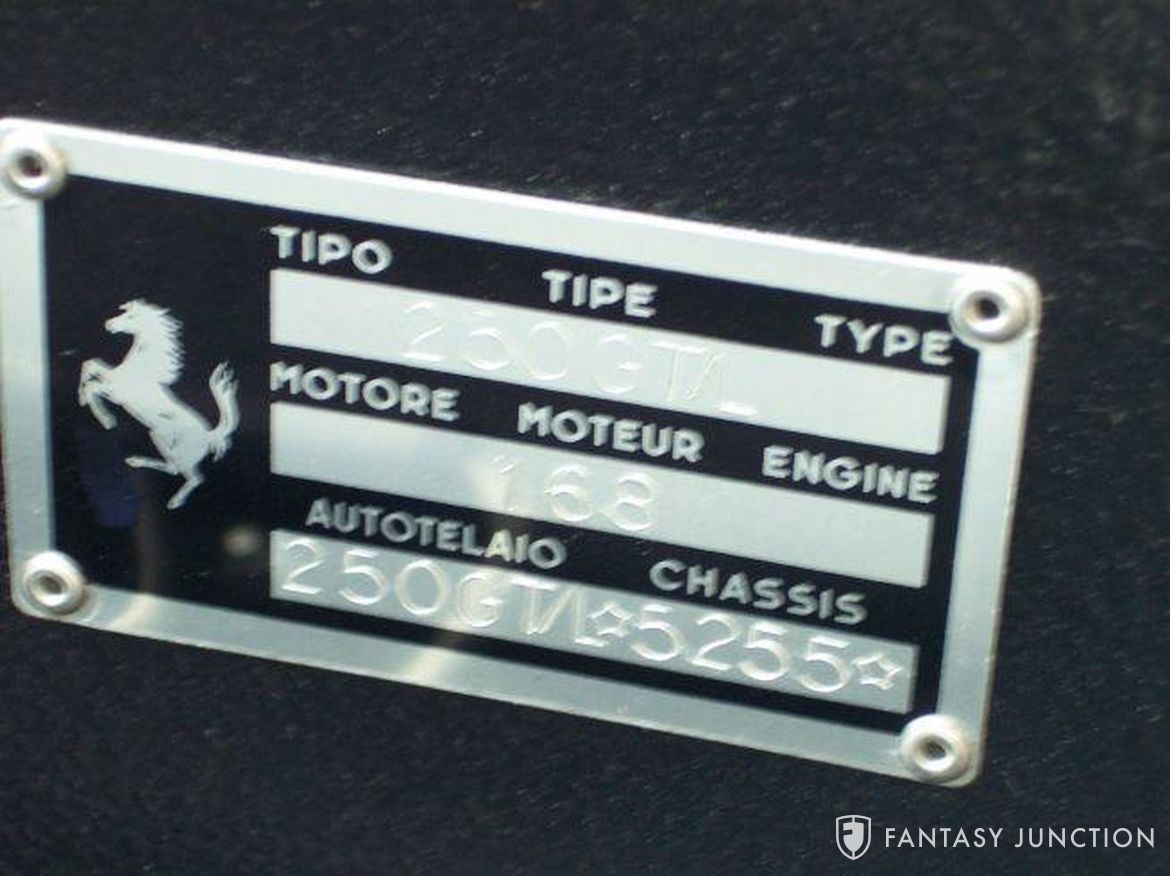 TIPO TIPE TYPE
250GT/L
MOTORE MOTEUR ENGINE
168
AUTOTELAIO CHASSIS
250GT/L☆5255☆
FANTASY JUNCTION